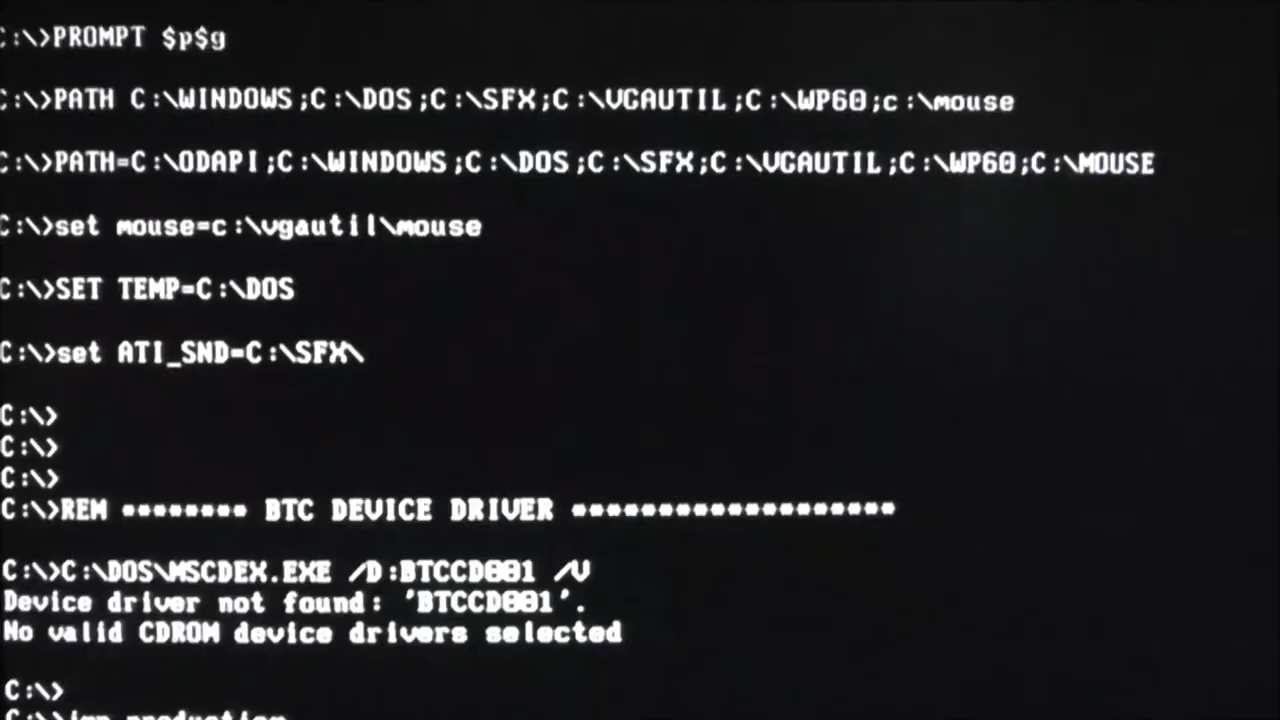 C:\>PROMPT $p$g
C:\>PATH C:\WINDOWS;C:\DOS;C:\SFX;C:\VGAUTIL;C:\WP60;c:\mouse
C:\>PATH=C:\ODAPI;C:\WINDOWS;C:\DOS;C:\SFX;C:\VGAUTIL;C:\WP60;C:\MOUSE
C:\>set mouse=c:\vgautil\mouse
C:\>SET TEMP=C:\DOS
C:\>set ATI_SND=C:\SFX\
C:\>
C:\>
C:\>
C:\>REM ******** BTC DEVICE DRIVER *******************
C:\>C:\DOS\MSCDEX.EXE /D:BTCCD001 /V
Device driver not found: 'BTCCD001'.
No valid CDROM device drivers selected
C:\>
C:\> production